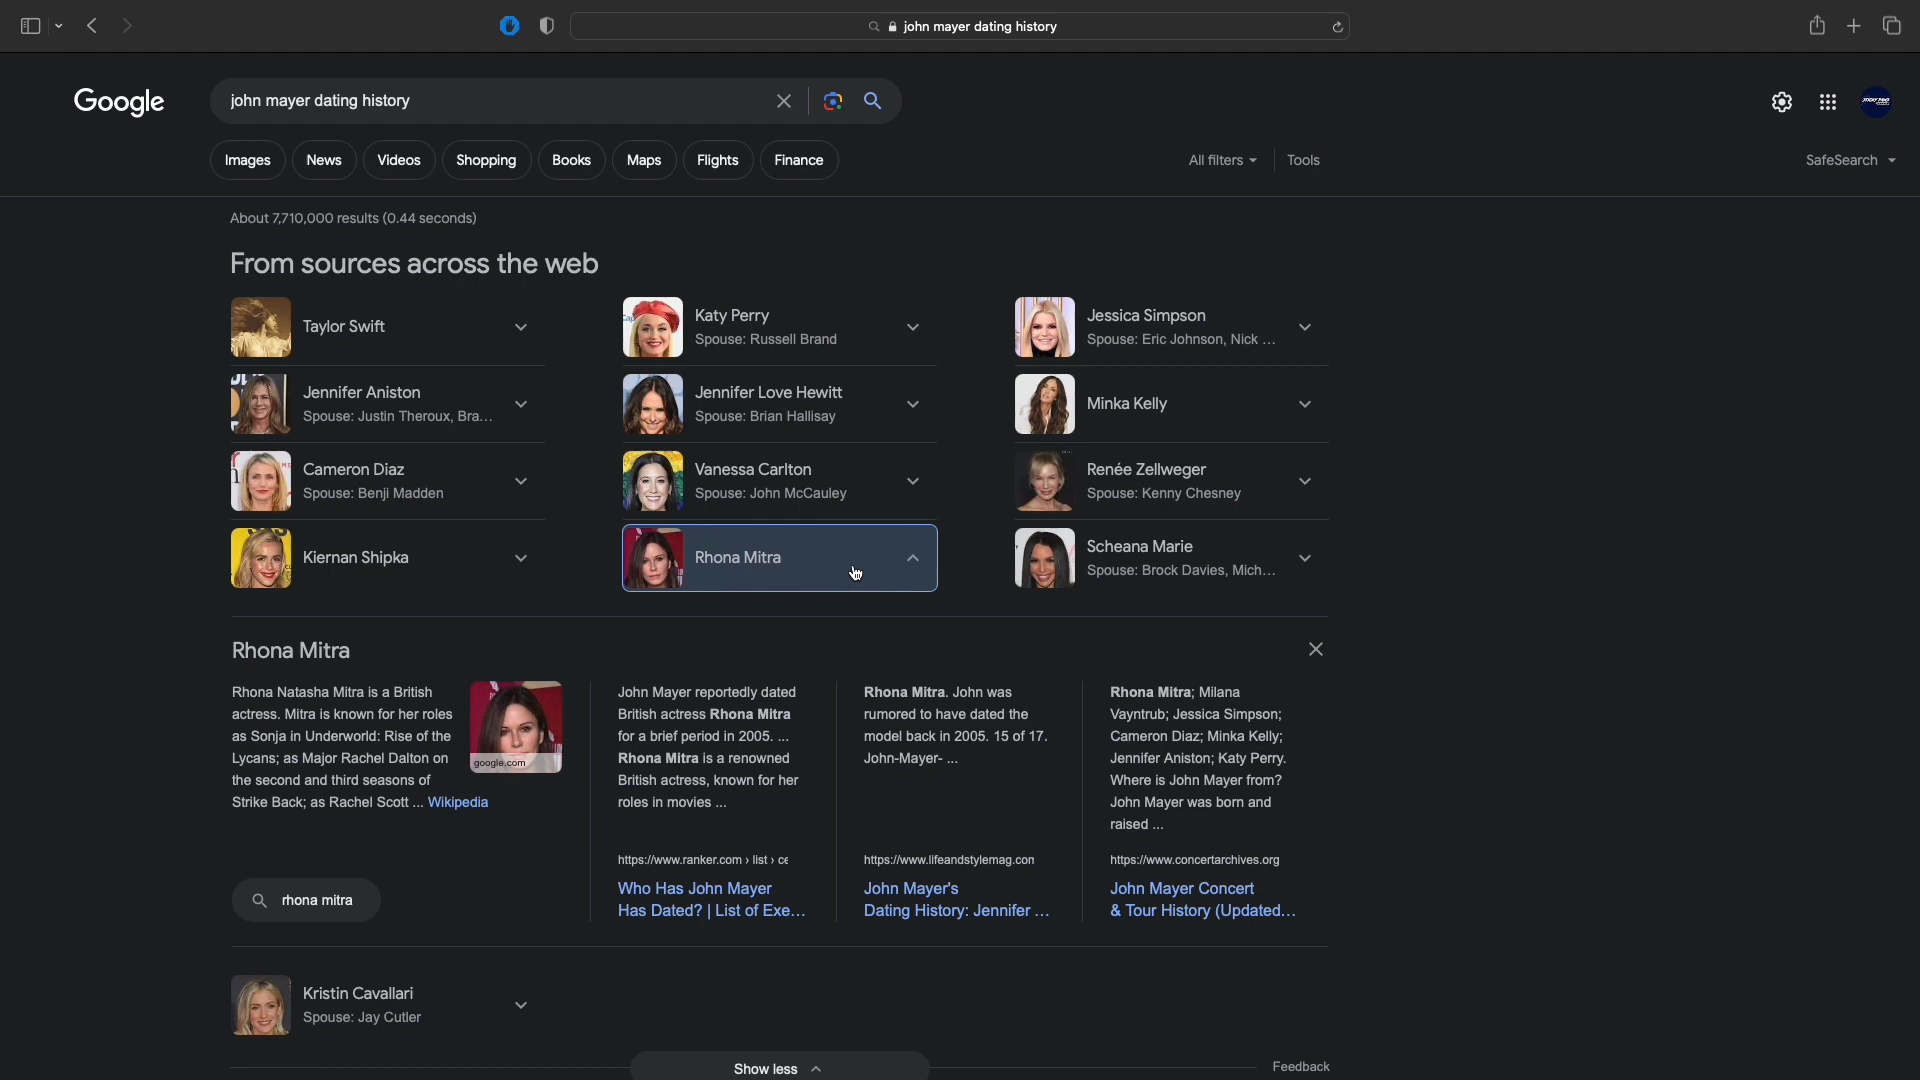 john mayer dating history
Google
john mayer dating history
Images
News
Videos
Shopping
Books
Maps
Flights
Finance
All filters
Tools
SafeSearch
About 7,710,000 results (0.44 seconds)
From sources across the web
Taylor Swift
Katy Perry
Spouse: Russell Brand
Jessica Simpson
Spouse: Eric Johnson, Nick ...
Jennifer Aniston
Spouse: Justin Theroux, Bra...
Jennifer Love Hewitt
Spouse: Brian Hallisay
Minka Kelly
Cameron Diaz
Spouse: Benji Madden
Vanessa Carlton
Spouse: John McCauley
Renée Zellweger
Spouse: Kenny Chesney
Kiernan Shipka
Rhona Mitra
Scheana Marie
Spouse: Brock Davies, Mich...
Rhona Mitra
Rhona Natasha Mitra is a British
actress. Mitra is known for her roles
as Sonja in Underworld: Rise of the
Lycans; as Major Rachel Dalton on
the second and third seasons of
Strike Back; as Rachel Scott ... Wikipedia
google.com
rhona mitra
John Mayer reportedly dated
British actress Rhona Mitra
for a brief period in 2005. ...
Rhona Mitra is a renowned
British actress, known for her
roles in movies ...
https://www.ranker.com › list › ce
Who Has John Mayer
Has Dated? | List of Exe...
Rhona Mitra. John was
rumored to have dated the
model back in 2005. 15 of 17.
John-Mayer- ...
https://www.lifeandstylemag.com
John Mayer's
Dating History: Jennifer ...
Rhona Mitra; Milana
Vayntrub; Jessica Simpson;
Cameron Diaz; Minka Kelly;
Jennifer Aniston; Katy Perry.
Where is John Mayer from?
John Mayer was born and
raised ...
https://www.concertarchives.org
John Mayer Concert
& Tour History (Updated...
Kristin Cavallari
Spouse: Jay Cutler
Show less
Feedback